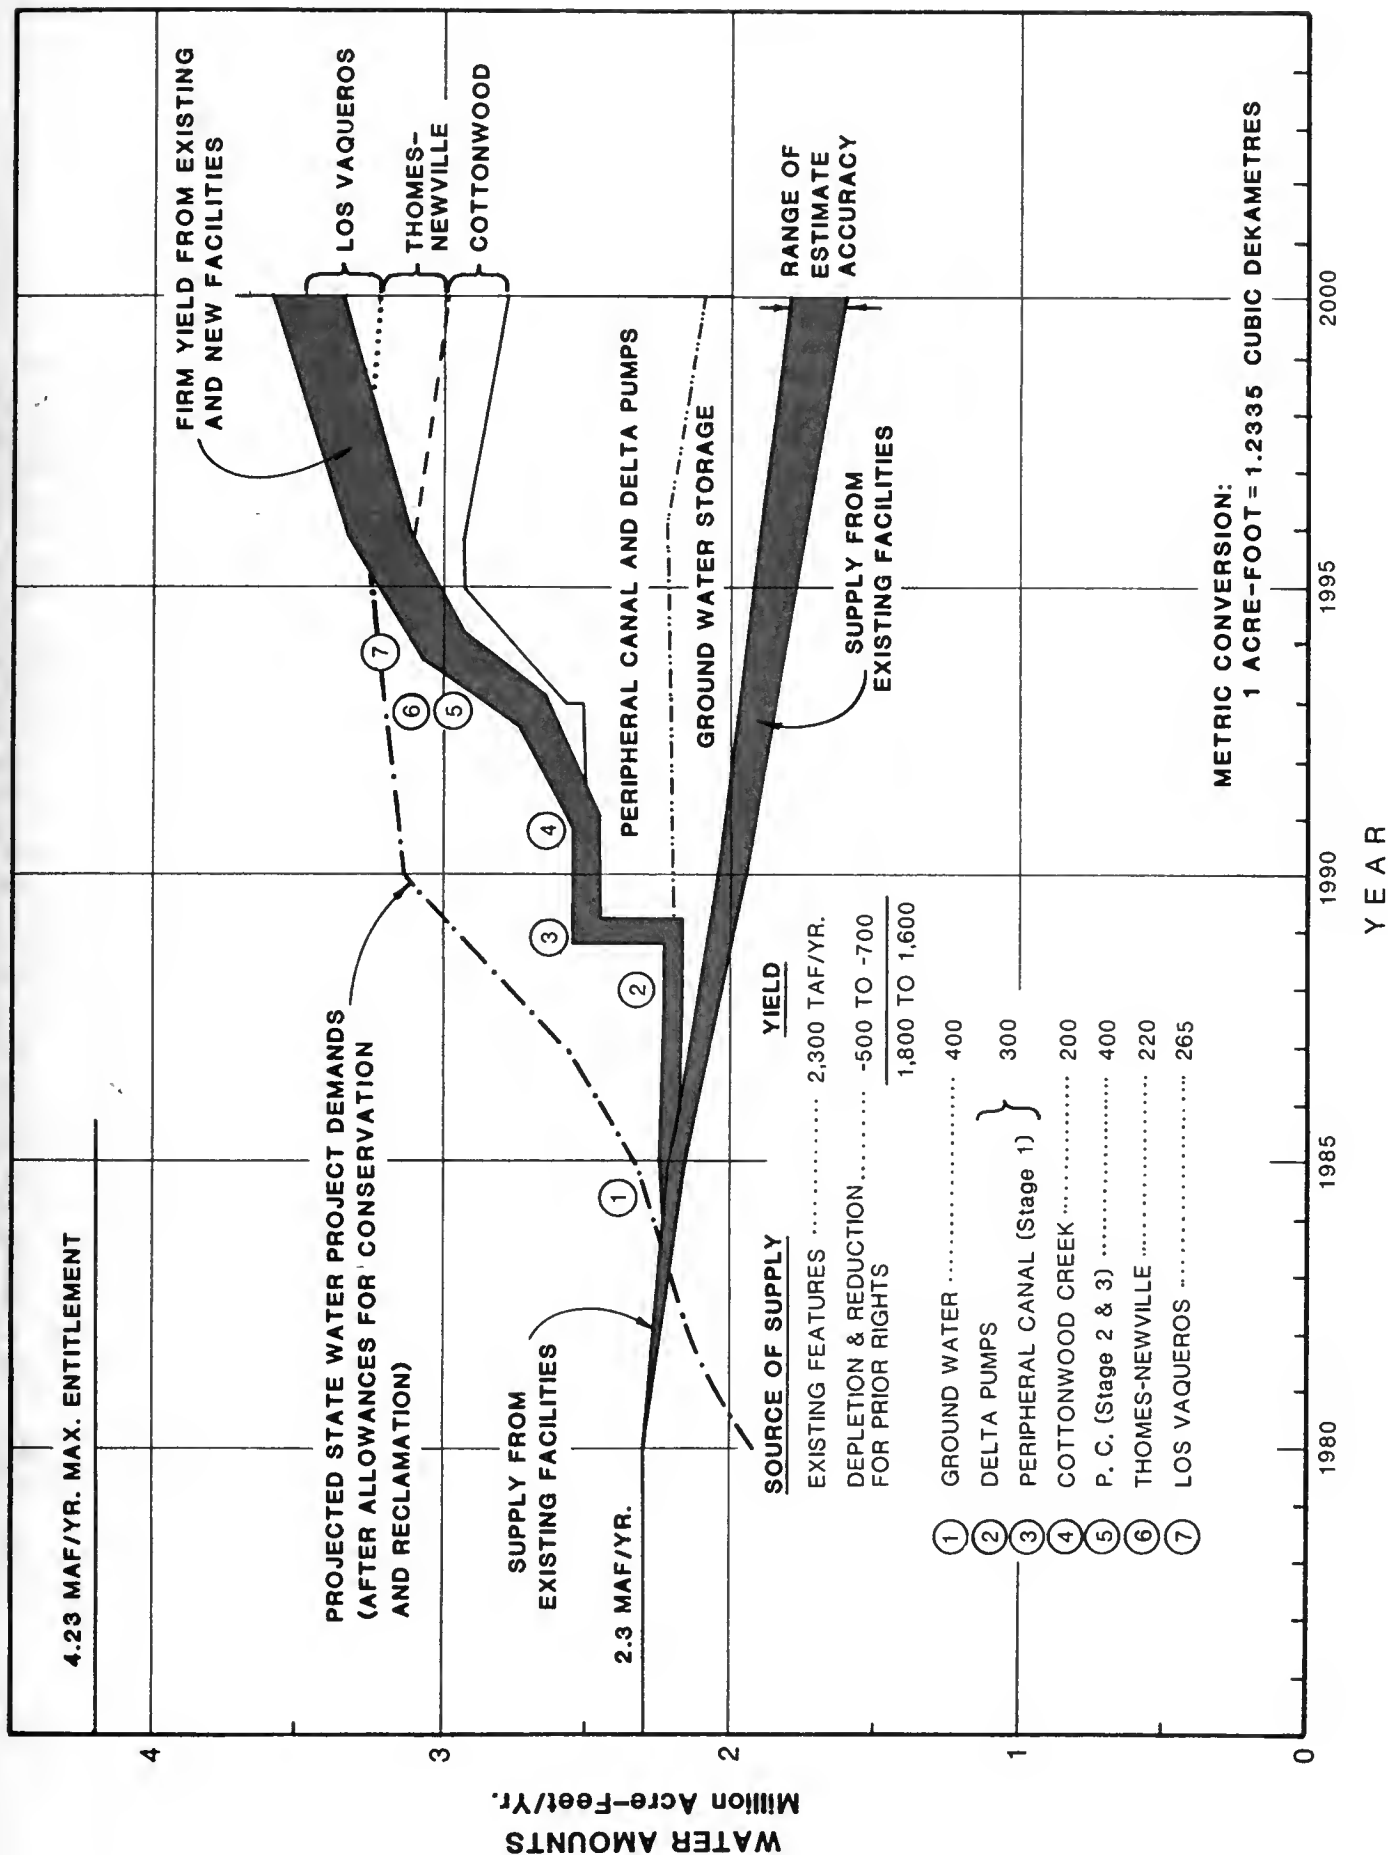 4.23 MAF/YR. MAX. ENTITLEMENT
PROJECTED STATE WATER PROJECT DEMANDS
(AFTER ALLOWANCES FOR CONSERVATION
AND RECLAMATION)
FIRM YIELD FROM EXISTING
AND NEW FACILITIES
LOS VAQUEROS
THOMES-
NEWVILLE
COTTONWOOD
SUPPLY FROM
EXISTING FACILITIES
2.3 MAF/YR.
1
2
3
4
5
6
7
PERIPHERAL CANAL AND DELTA PUMPS
GROUND WATER STORAGE
RANGE OF
ESTIMATE
ACCURACY
SUPPLY FROM
EXISTING FACILITIES
SOURCE OF SUPPLY YIELD
EXISTING FEATURES ............ 2,300 TAF/YR.
DEPLETION & REDUCTION......... -500 TO -700
FOR PRIOR RIGHTS
1,800 TO 1,600
1 GROUND WATER ...................... 400
2 DELTA PUMPS
3 PERIPHERAL CANAL (Stage 1) } 300
4 COTTONWOOD CREEK ............... 200
5 P. C. (Stage 2 & 3) .................... 400
6 THOMES-NEWVILLE ................... 220
7 LOS VAQUEROS ...................... 265
METRIC CONVERSION:
1 ACRE-FOOT = 1.2335 CUBIC DEKAMETRES
4
3
2
1
0
WATER AMOUNTS
Million Acre-Feet/Yr.
1980
1985
1990
1995
2000
YEAR